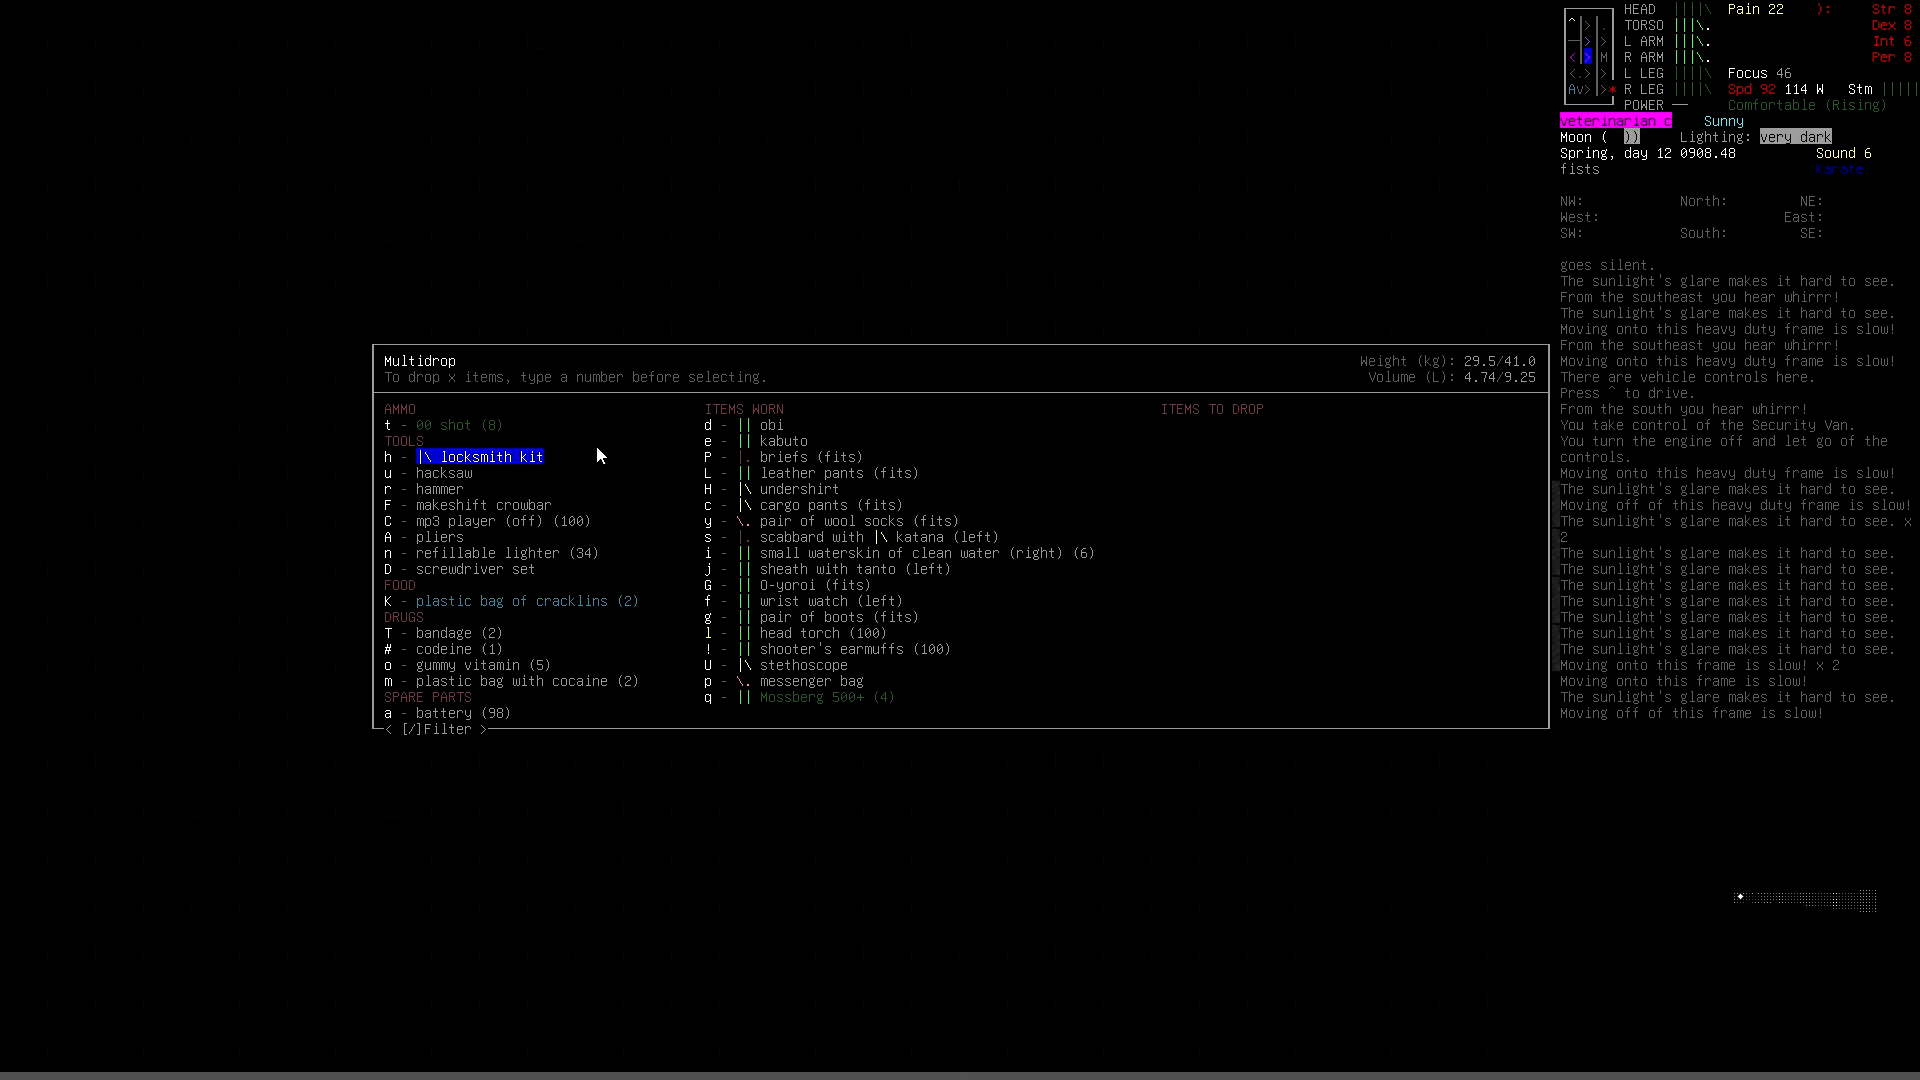 Multidrop
To drop x items, type a number before selecting.
Weight (kg): 29.5/41.0
Volume (L): 4.74/9.25
AMMO
t - 00 shot (8)
TOOLS
h - |\ locksmith kit
u - hacksaw
r - hammer
F - makeshift crowbar
C - mp3 player (off) (100)
A - pliers
n - refillable lighter (34)
D - screwdriver set
FOOD
K - plastic bag of cracklins (2)
DRUGS
T - bandage (2)
# - codeine (1)
o - gummy vitamin (5)
m - plastic bag with cocaine (2)
SPARE PARTS
a - battery (98)
< [/]Filter >
ITEMS WORN
d - || obi
e - || kabuto
P - |. briefs (fits)
L - || leather pants (fits)
H - |\ undershirt
c - |\ cargo pants (fits)
y - \. pair of wool socks (fits)
s - |. scabbard with |\ katana (left)
i - || small waterskin of clean water (right) (6)
j - || sheath with tanto (left)
G - || O-yoroi (fits)
f - || wrist watch (left)
g - || pair of boots (fits)
l - || head torch (100)
! - || shooter's earmuffs (100)
U - |\ stethoscope
p - \. messenger bag
q - || Mossberg 500+ (4)
ITEMS TO DROP
HEAD ||||\ Pain 22 ): Str 8
TORSO |||\. Dex 8
L ARM |||\. Int 6
R ARM |||\. Per 8
L LEG ||||\ Focus 46
R LEG ||||\ Spd 92 114 W Stm |||||
POWER -- Comfortable (Rising)
veterinarian c Sunny
Moon ( )) Lighting: very dark
Spring, day 12 0908.48 Sound 6
fists Karate
NW: North: NE:
West: East:
SW: South: SE:
goes silent.
The sunlight's glare makes it hard to see.
From the southeast you hear whirrr!
The sunlight's glare makes it hard to see.
Moving onto this heavy duty frame is slow!
From the southeast you hear whirrr!
Moving onto this heavy duty frame is slow!
There are vehicle controls here.
Press ^ to drive.
From the south you hear whirrr!
You take control of the Security Van.
You turn the engine off and let go of the
controls.
Moving onto this heavy duty frame is slow!
The sunlight's glare makes it hard to see.
Moving off of this heavy duty frame is slow!
The sunlight's glare makes it hard to see. x
2
The sunlight's glare makes it hard to see.
The sunlight's glare makes it hard to see.
The sunlight's glare makes it hard to see.
The sunlight's glare makes it hard to see.
The sunlight's glare makes it hard to see.
The sunlight's glare makes it hard to see.
The sunlight's glare makes it hard to see.
Moving onto this frame is slow! x 2
Moving onto this frame is slow!
The sunlight's glare makes it hard to see.
Moving off of this frame is slow!